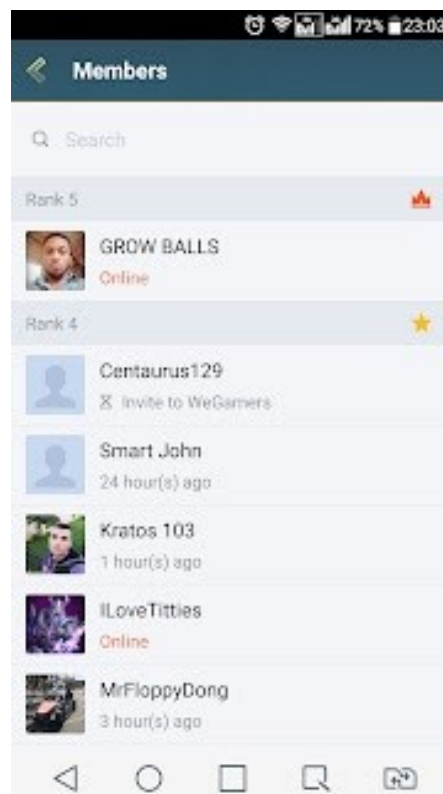 72% 23:03
Members
Search
Rank 5
GROW BALLS
Online
Rank 4
Centaurus129
Invite to WeGamers
Smart John
24 hour(s) ago
Kratos 103
1 hour(s) ago
ILoveTitties
Online
MrFloppyDong
3 hour(s) ago